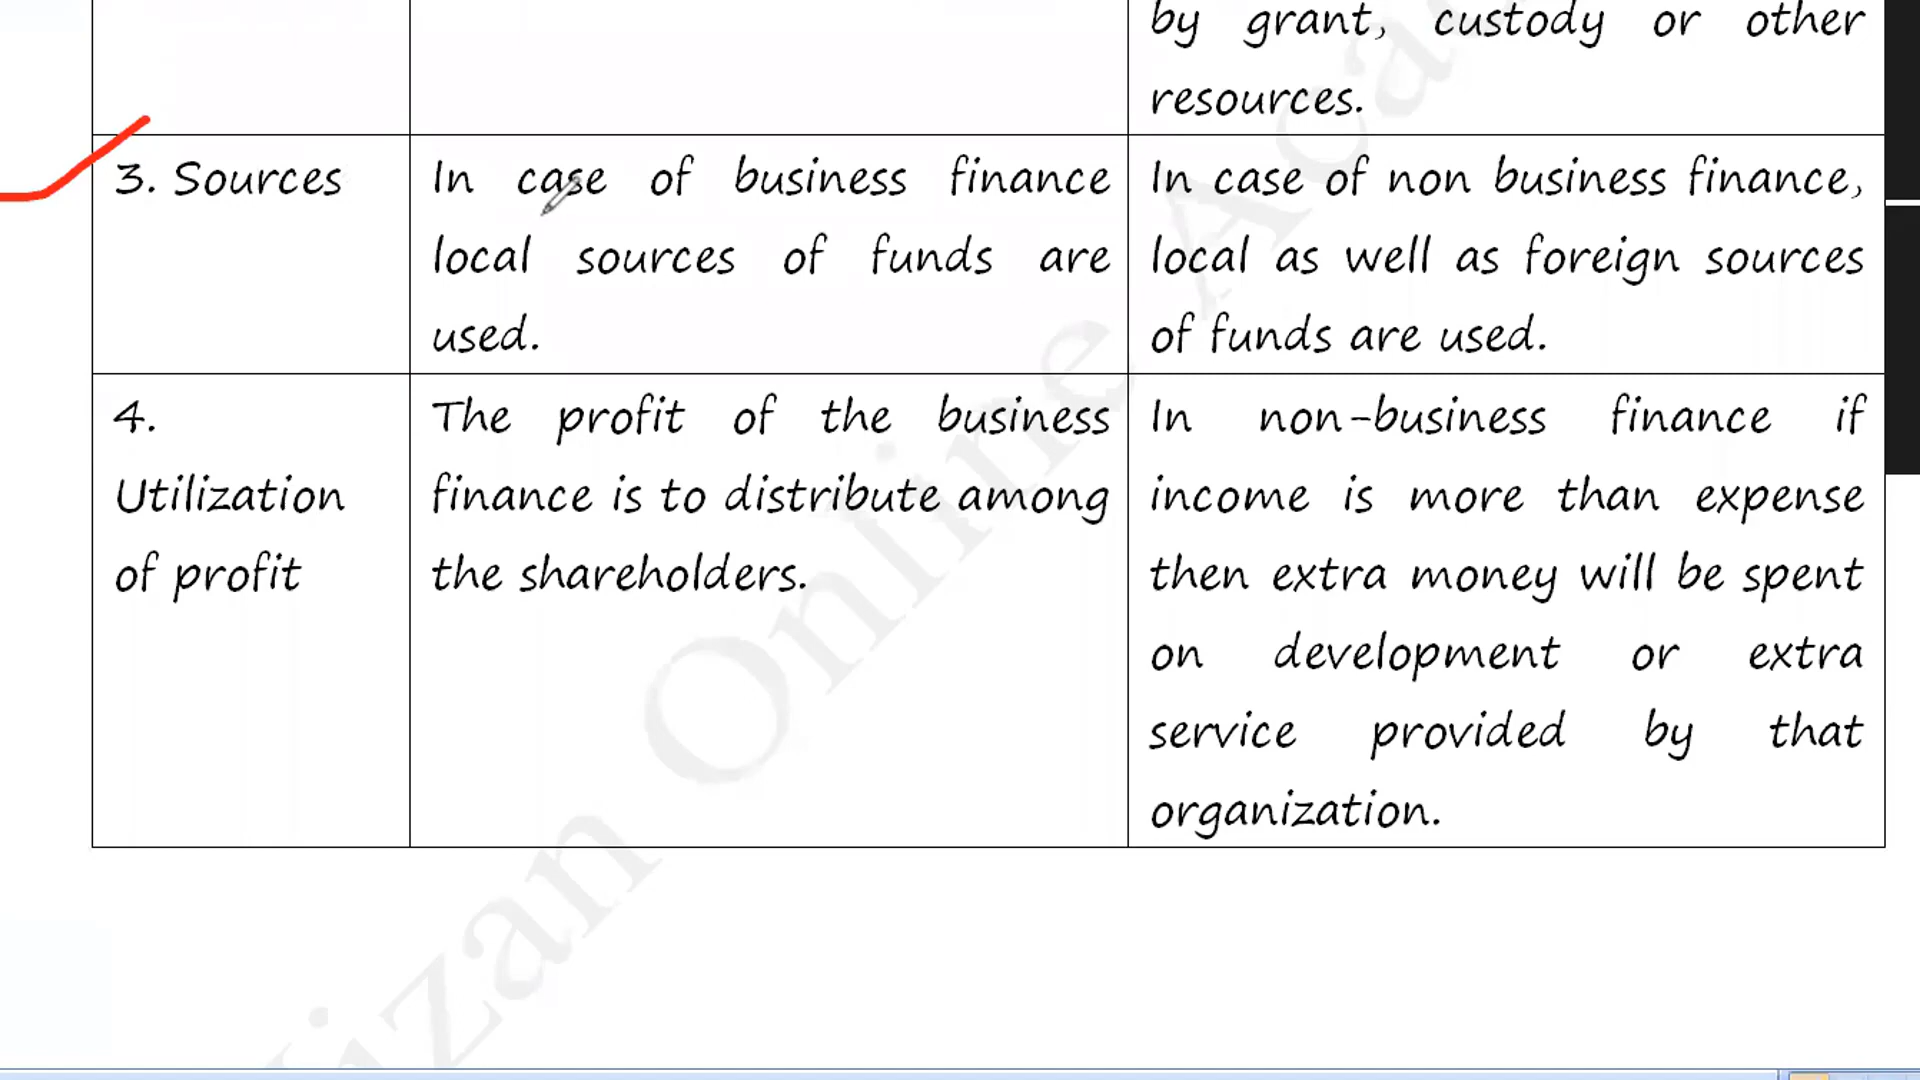 by grant, custody or other
resources.
3. Sources
In case of business finance
local sources of funds are
used.
In case of non business finance,
local as well as foreign sources
of funds are used.
4.
Utilization
of profit
The profit of the business
finance is to distribute among
the shareholders.
In non-business finance if
income is more than expense
then extra money will be spent
on development or extra
service provided by that
organization.
Online